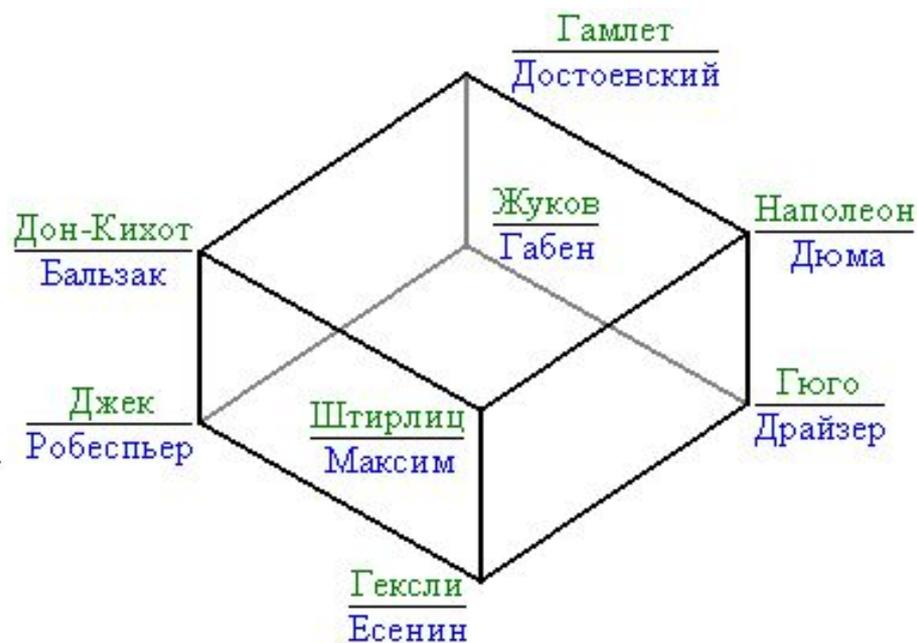 Гамлет
Достоевский
Жуков
Габен
Наполеон
Дюма
Дон-Кихот
Бальзак
Джек
Робеспьер
Штирлиц
Максим
Гюго
Драйзер
Гексли
Есенин